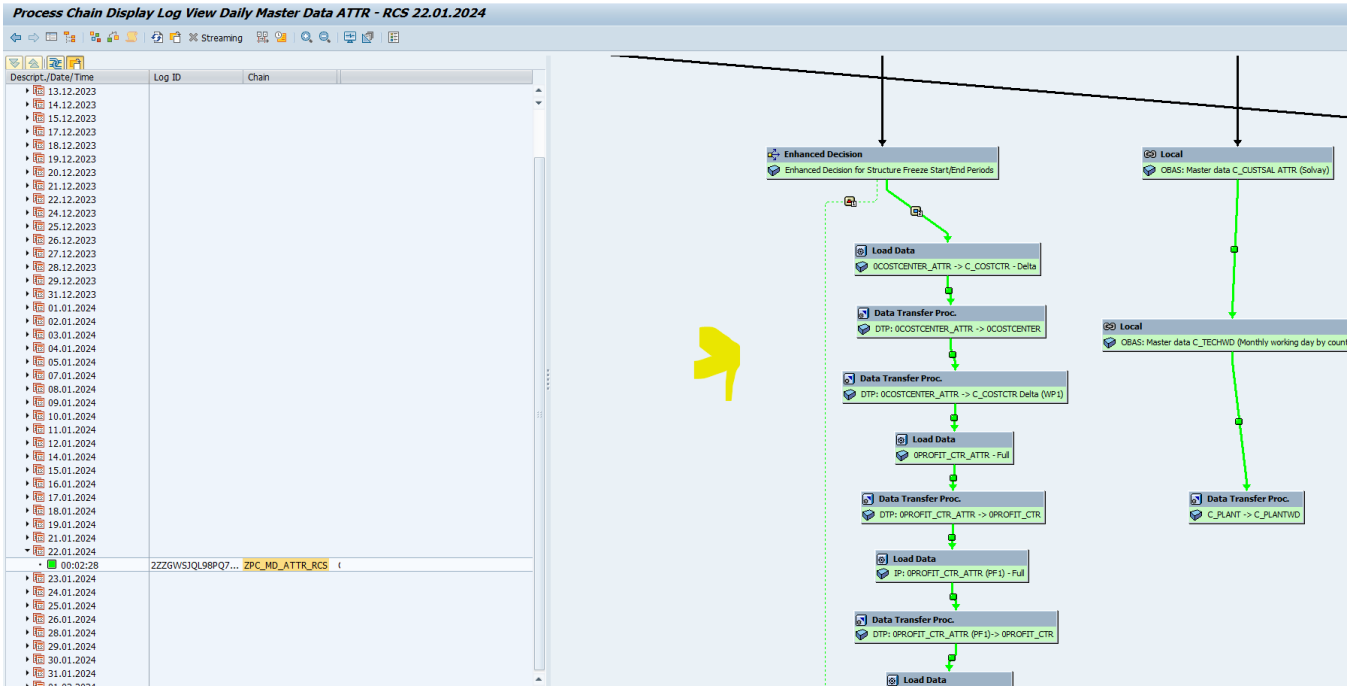 Process Chain Display Log View Daily Master Data ATTR - RCS 22.01.2024
Streaming
Descript./Date/Time Log ID Chain
13.12.2023
14.12.2023
15.12.2023
17.12.2023
18.12.2023
19.12.2023
20.12.2023
21.12.2023
22.12.2023
24.12.2023
25.12.2023
26.12.2023
27.12.2023
28.12.2023
29.12.2023
31.12.2023
01.01.2024
02.01.2024
03.01.2024
04.01.2024
05.01.2024
07.01.2024
08.01.2024
09.01.2024
10.01.2024
11.01.2024
12.01.2024
14.01.2024
15.01.2024
16.01.2024
17.01.2024
18.01.2024
19.01.2024
21.01.2024
22.01.2024
00:02:28 2ZZGWSJQL98PQ7... ZPC_MD_ATTR_RCS
23.01.2024
24.01.2024
25.01.2024
26.01.2024
28.01.2024
29.01.2024
30.01.2024
31.01.2024
Enhanced Decision
Enhanced Decision for Structure Freeze Start/End Periods
Load Data
0COSTCENTER_ATTR -> C_COSTCTR - Delta
Data Transfer Proc.
DTP: 0COSTCENTER_ATTR -> 0COSTCENTER
Data Transfer Proc.
DTP: 0COSTCENTER_ATTR -> C_COSTCTR Delta (WP1)
Load Data
0PROFIT_CTR_ATTR - Full
Data Transfer Proc.
DTP: 0PROFIT_CTR_ATTR -> 0PROFIT_CTR
Load Data
IP: 0PROFIT_CTR_ATTR (PF1) - Full
Data Transfer Proc.
DTP: 0PROFIT_CTR_ATTR (PF1)-> 0PROFIT_CTR
Load Data
Local
OBAS: Master data C_CUSTSAL ATTR (Solvay)
Local
OBAS: Master data C_TECHWD (Monthly working day by count
Data Transfer Proc.
C_PLANT -> C_PLANTWD